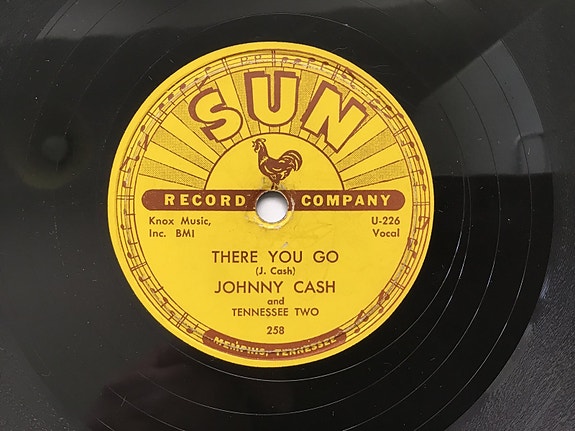 SUN
RECORD COMPANY
Knox Music,
Inc. BMI
U-226
Vocal
THERE YOU GO
(J. Cash)
JOHNNY CASH
and
TENNESSEE TWO
258
MEMPHIS, TENNESSEE